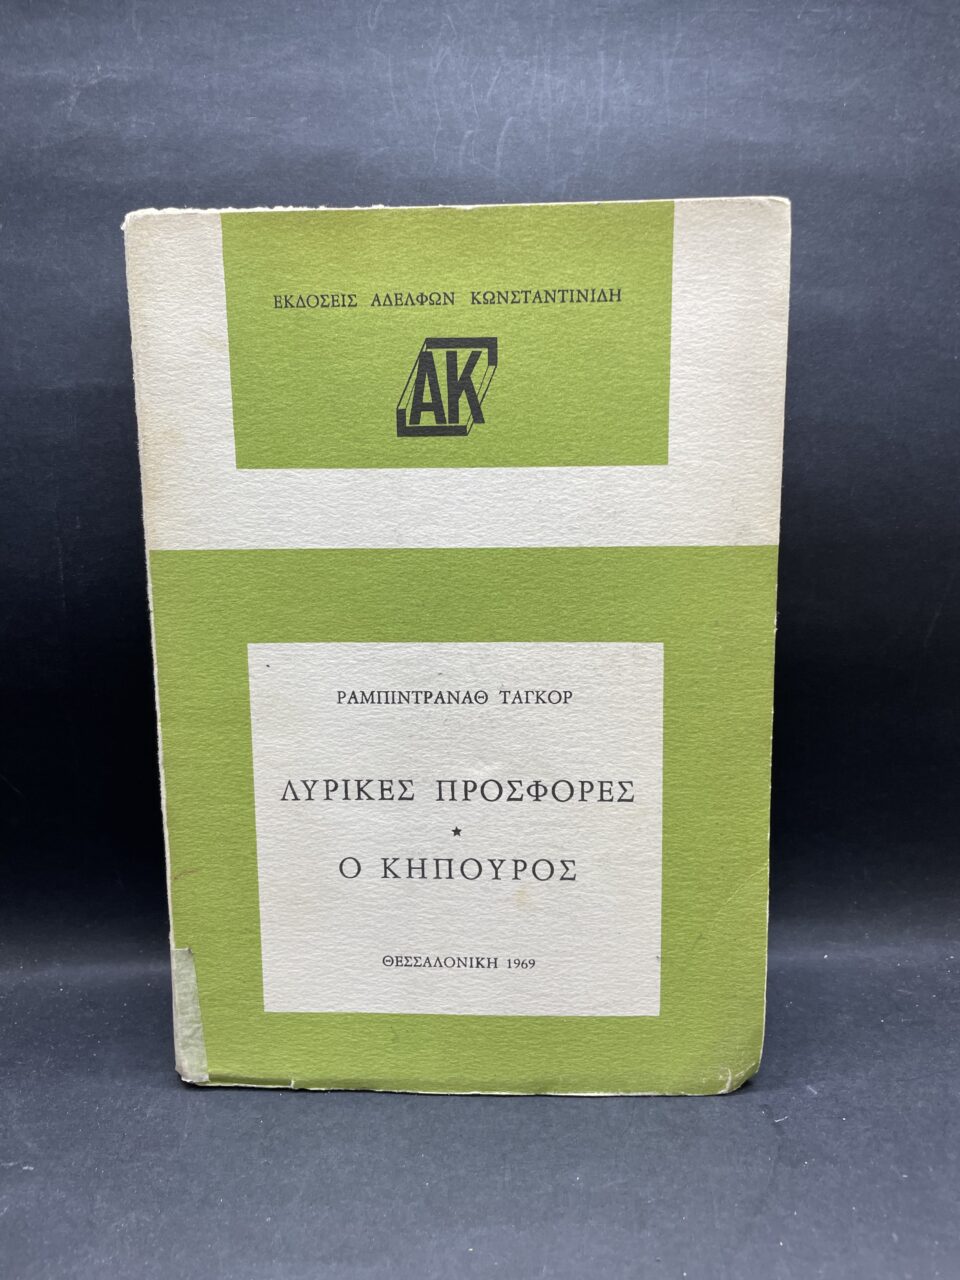 ΕΚΔΟΣΕΙΣ ΑΔΕΛΦΩΝ ΚΩΝΣΤΑΝΤΙΝΙΔΗ
ΑΚ
ΡΑΜΠΙΝΤΡΑΝΑΘ ΤΑΓΚΟΡ
ΛΥΡΙΚΕΣ ΠΡΟΣΦΟΡΕΣ
★
Ο ΚΗΠΟΥΡΟΣ
ΘΕΣΣΑΛΟΝΙΚΗ 1969